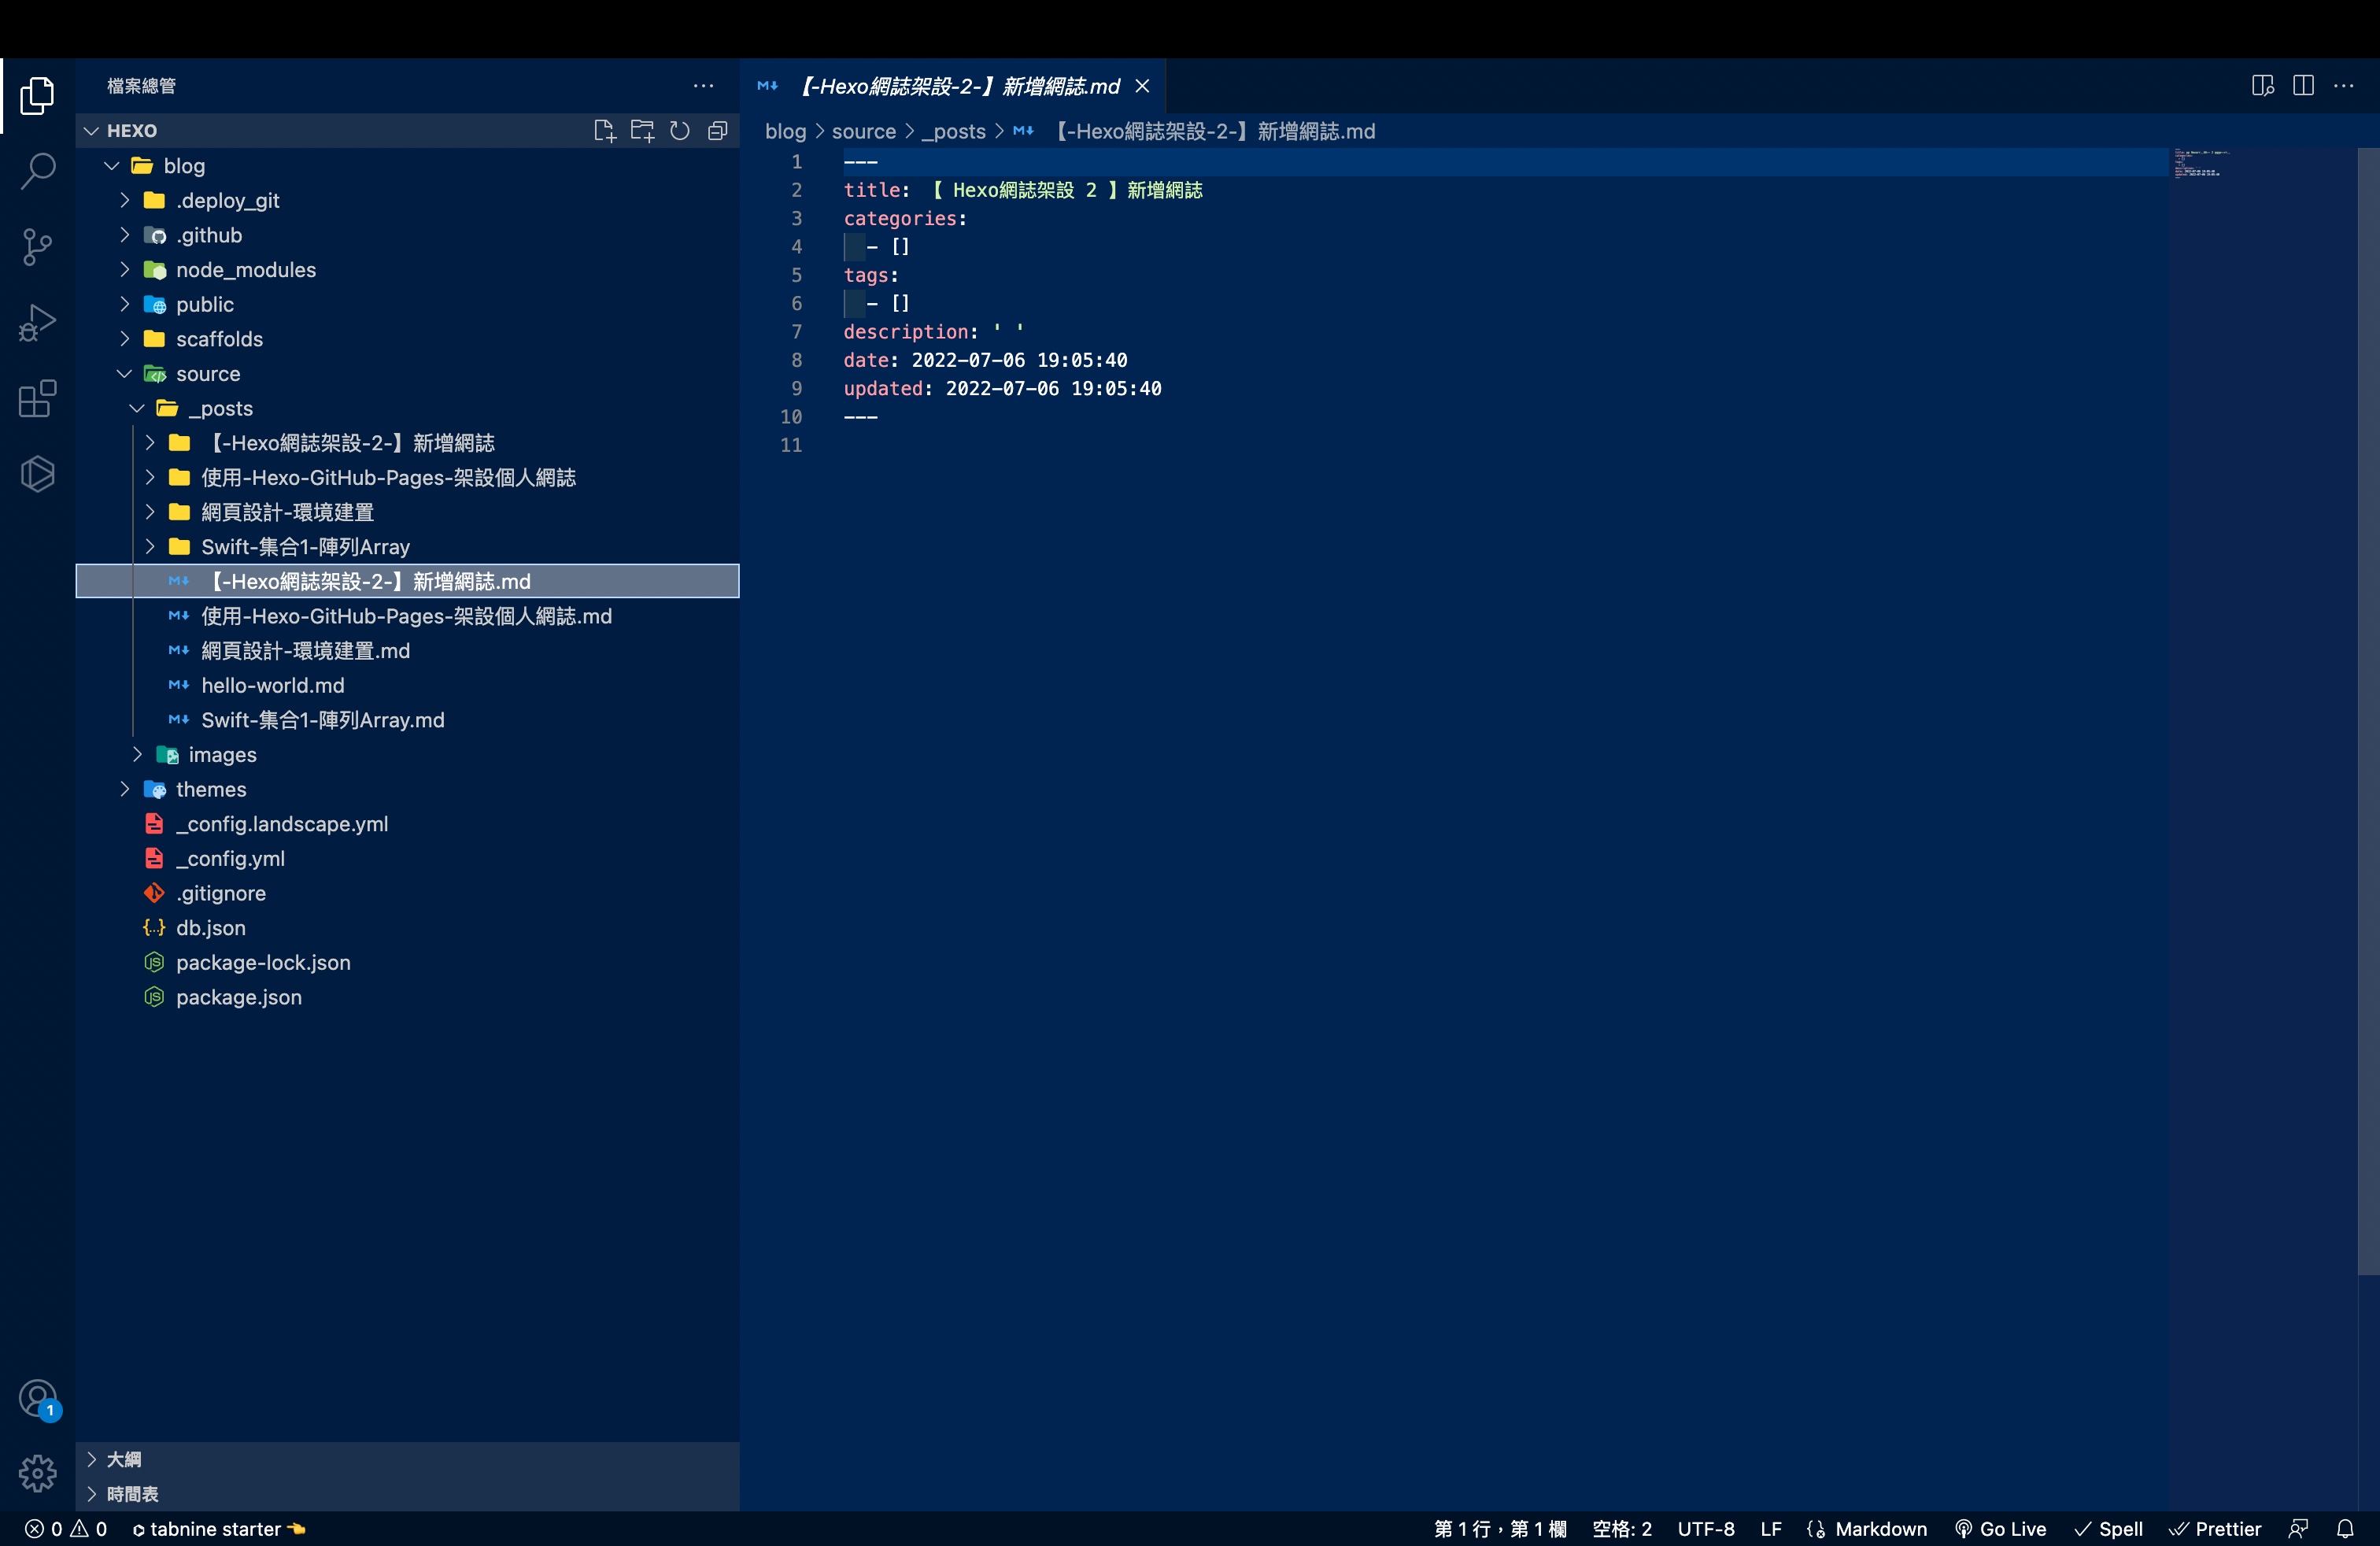 檔案總管
HEXO
blog
.deploy_git
.github
node_modules
public
scaffolds
source
_posts
【-Hexo網誌架設-2-】新增網誌
使用-Hexo-GitHub-Pages-架設個人網誌
網頁設計-環境建置
Swift-集合1-陣列Array
【-Hexo網誌架設-2-】新增網誌.md
使用-Hexo-GitHub-Pages-架設個人網誌.md
網頁設計-環境建置.md
hello-world.md
Swift-集合1-陣列Array.md
images
themes
_config.landscape.yml
_config.yml
.gitignore
db.json
package-lock.json
package.json
大綱
時間表
【-Hexo網誌架設-2-】新增網誌.md
blog > source > _posts > 【-Hexo網誌架設-2-】新增網誌.md
1 ---
2 title: 【 Hexo網誌架設 2 】新增網誌
3 categories:
4   - []
5 tags:
6   - []
7 description: ' '
8 date: 2022-07-06 19:05:40
9 updated: 2022-07-06 19:05:40
10 ---
11
1
0 0 tabnine starter 第 1 行，第 1 欄 空格: 2 UTF-8 LF Markdown Go Live Spell Prettier